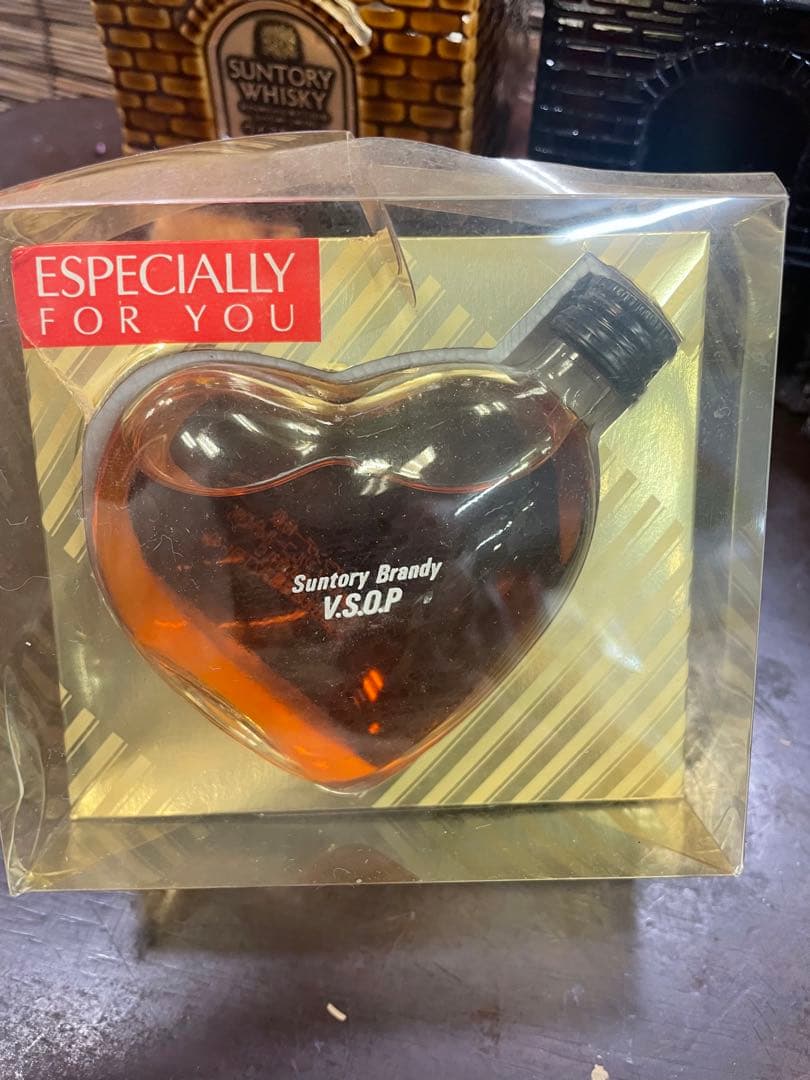 SUNTORY
WHISKY
ESPECIALLY
FOR YOU
Suntory Brandy
V.S.O.P